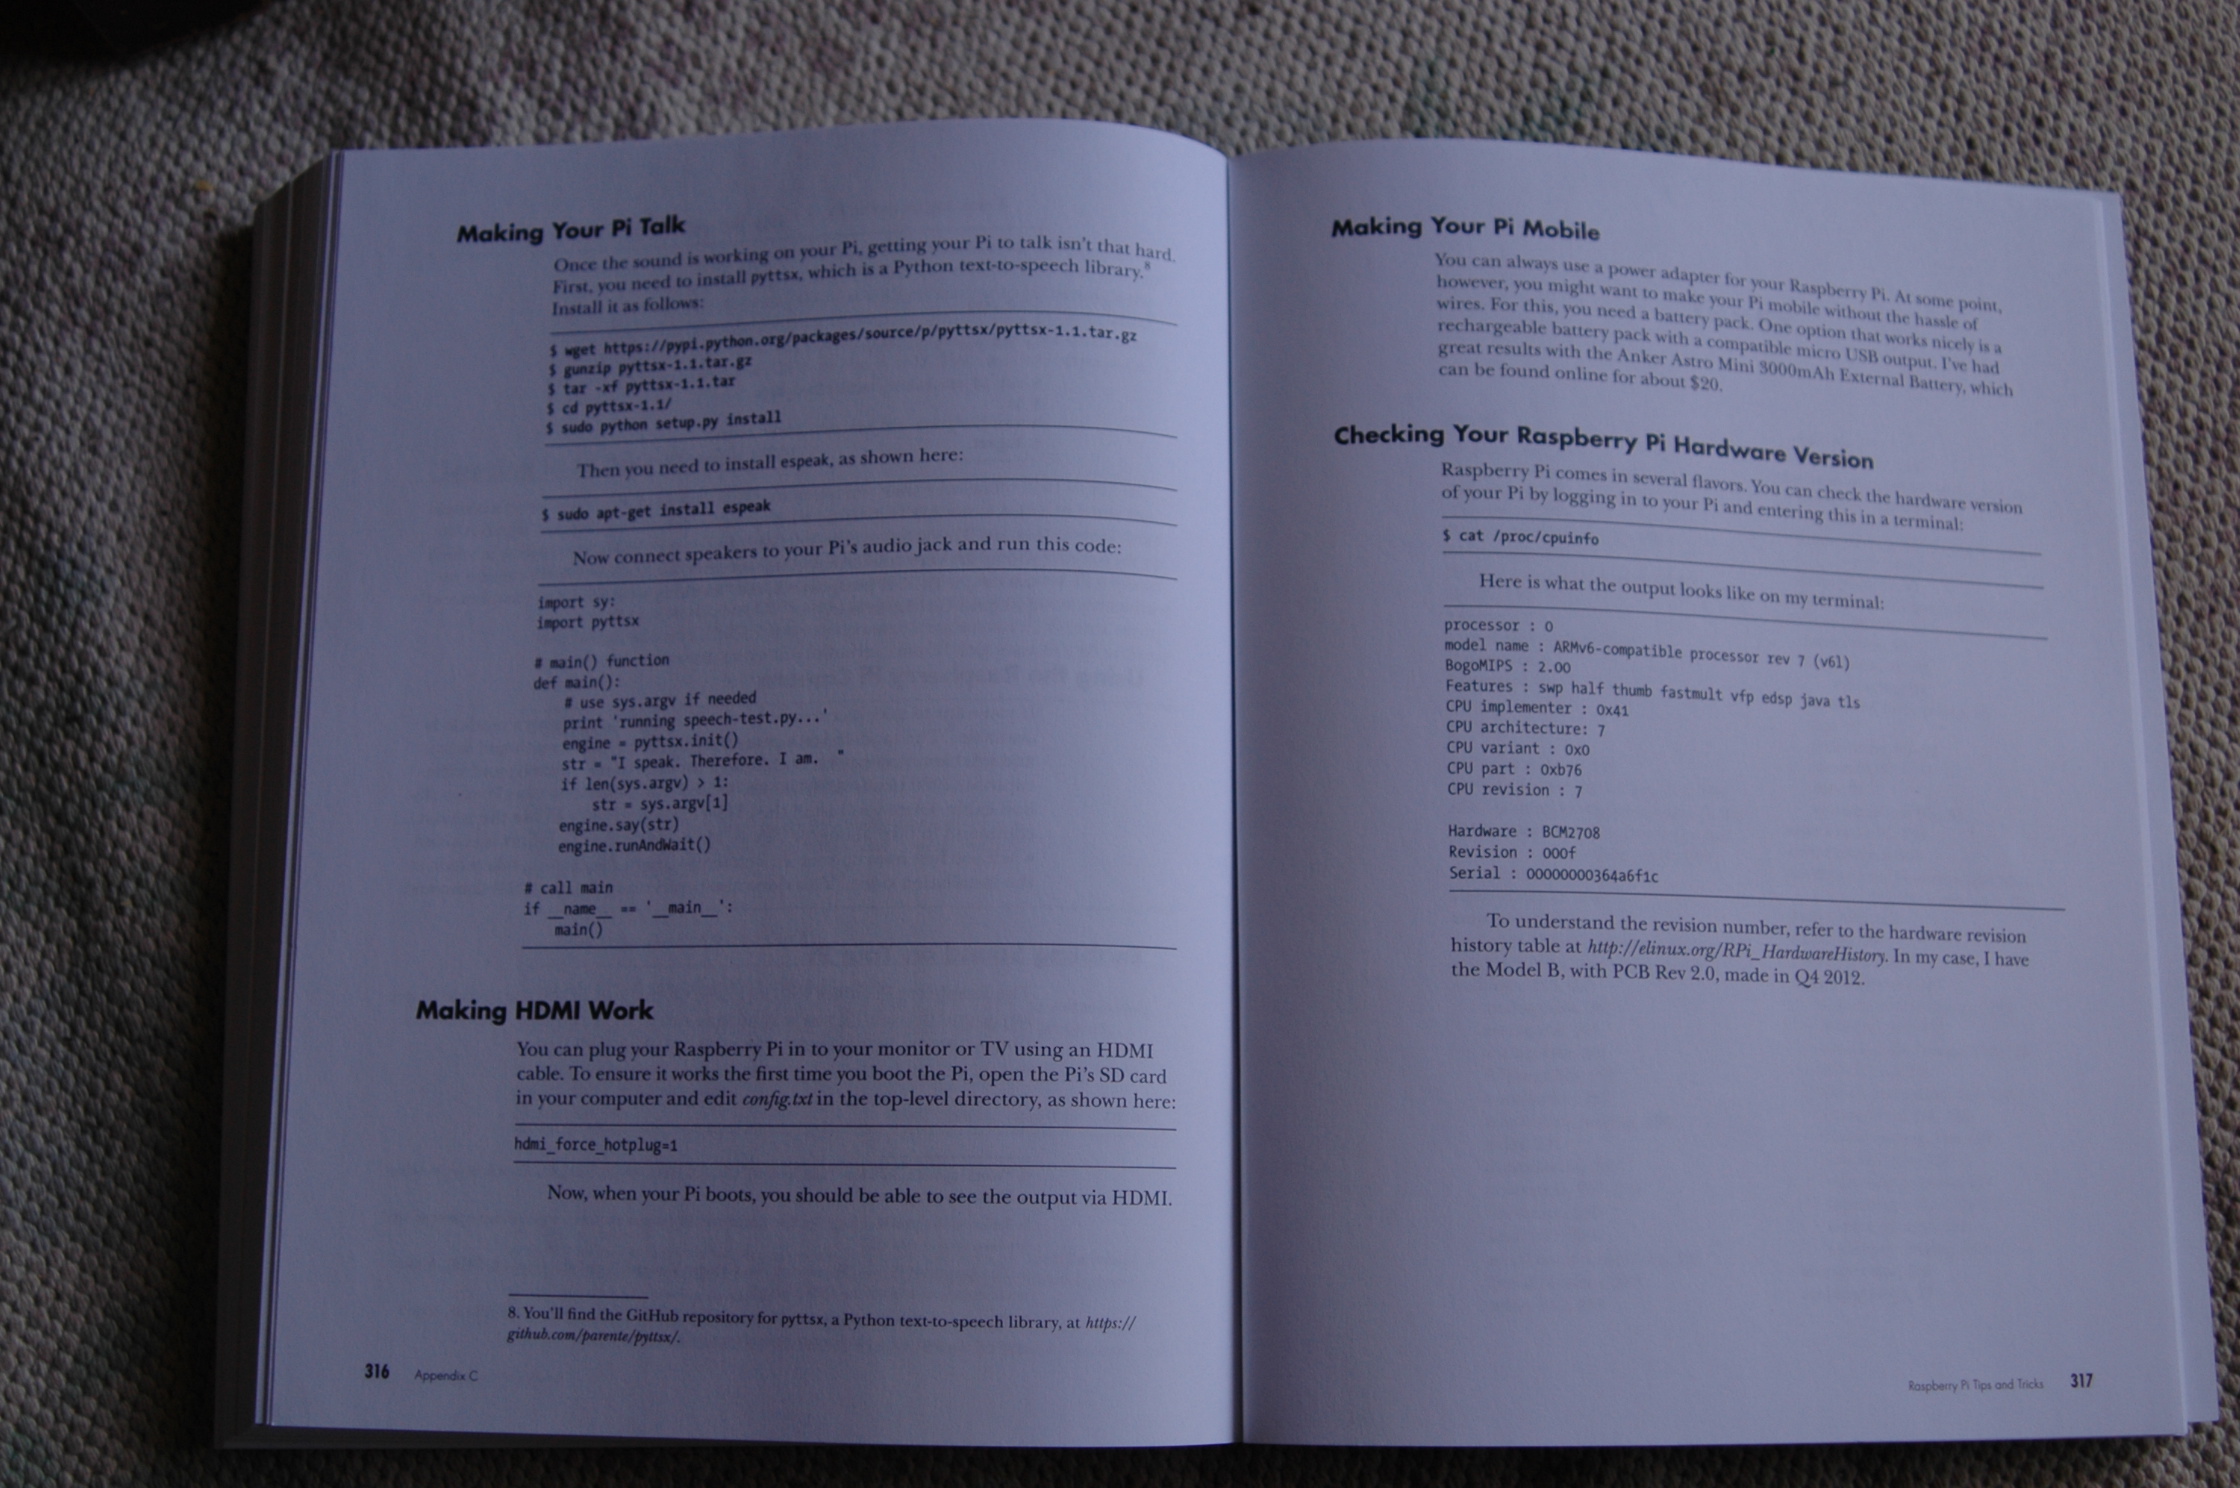 Making Your Pi Talk
Once the sound is working on your Pi, getting your Pi to talk isn't that hard.
First, you need to install pyttsx, which is a Python text-to-speech library.⁸
Install it as follows:
$ wget https://pypi.python.org/packages/source/p/pyttsx/pyttsx-1.1.tar.gz
$ gunzip pyttsx-1.1.tar.gz
$ tar -xf pyttsx-1.1.tar
$ cd pyttsx-1.1/
$ sudo python setup.py install
Then you need to install espeak, as shown here:
$ sudo apt-get install espeak
Now connect speakers to your Pi's audio jack and run this code:
import sy:
import pyttsx
# main() function
def main():
# use sys.argv if needed
print 'running speech-test.py...'
engine = pyttsx.init()
str = "I speak. Therefore. I am.  "
if len(sys.argv) > 1:
str = sys.argv[1]
engine.say(str)
engine.runAndWait()
# call main
if __name__ == '__main__':
main()
Making HDMI Work
You can plug your Raspberry Pi in to your monitor or TV using an HDMI
cable. To ensure it works the first time you boot the Pi, open the Pi's SD card
in your computer and edit config.txt in the top-level directory, as shown here:
hdmi_force_hotplug=1
Now, when your Pi boots, you should be able to see the output via HDMI.
8. You'll find the GitHub repository for pyttsx, a Python text-to-speech library, at https://
github.com/parente/pyttsx/.
316 Appendix C
Making Your Pi Mobile
You can always use a power adapter for your Raspberry Pi. At some point,
however, you might want to make your Pi mobile without the hassle of
wires. For this, you need a battery pack. One option that works nicely is a
rechargeable battery pack with a compatible micro USB output. I've had
great results with the Anker Astro Mini 3000mAh External Battery, which
can be found online for about $20.
Checking Your Raspberry Pi Hardware Version
Raspberry Pi comes in several flavors. You can check the hardware version
of your Pi by logging in to your Pi and entering this in a terminal:
$ cat /proc/cpuinfo
Here is what the output looks like on my terminal:
processor : 0
model name : ARMv6-compatible processor rev 7 (v6l)
BogoMIPS : 2.00
Features : swp half thumb fastmult vfp edsp java tls
CPU implementer : 0x41
CPU architecture: 7
CPU variant : 0x0
CPU part : 0xb76
CPU revision : 7
Hardware : BCM2708
Revision : 000f
Serial : 00000000364a6f1c
To understand the revision number, refer to the hardware revision
history table at http://elinux.org/RPi_HardwareHistory. In my case, I have
the Model B, with PCB Rev 2.0, made in Q4 2012.
Raspberry Pi Tips and Tricks 317